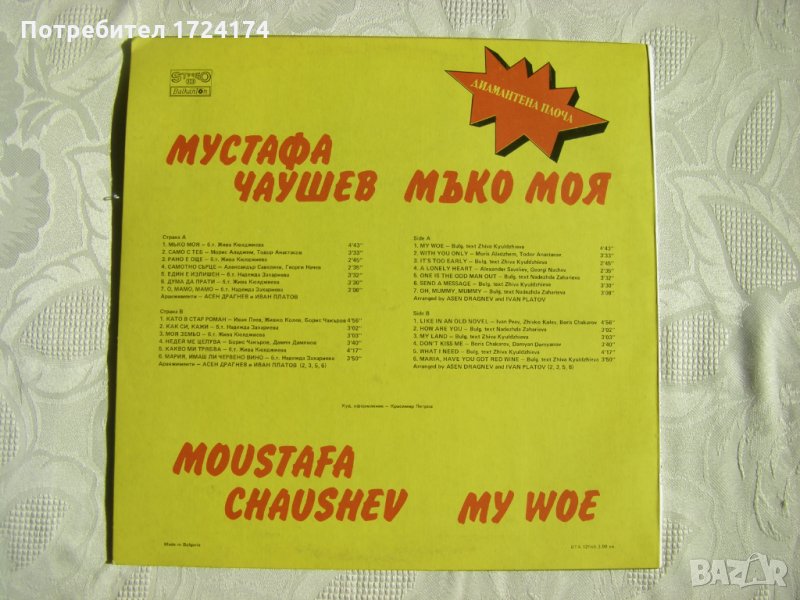 Потребител 1724174
STEREO
Balkanton
ДИАМАНТЕНА ПЛОЧА
МУСТАФА
ЧАУШЕВ МЪКО МОЯ
Страна А
1. МЪКО МОЯ – б.т. Жива Кюлджиева 4'43"
2. САМО С ТЕБ – Морис Аладжем, Тодор Анастасов 3'33"
3. РАНО Е ОЩЕ – б.т. Жива Кюлджиева 2'45"
4. САМОТНО СЪРЦЕ – Александър Савелиев, Георги Начев 2'35"
5. ЕДИН Е ИЗЛИШЕН – б.т. Надежда Захариева 3'31"
6. ДУМА ДА ПРАТИ – б.т. Жива Кюлджиева 3'30"
7. О, МАМО, МАМО – б.т. Надежда Захариева 3'06"
Аранжименти – АСЕН ДРАГНЕВ и ИВАН ПЛАТОВ
Страна В
1. КАТО В СТАР РОМАН – Иван Пеев, Живко Колев, Борис Чакъров 4'56"
2. КАК СИ, КАЖИ – б.т. Надежда Захариева 3'02"
3. МОЯ ЗЕМЬО – б.т. Жива Кюлджиева 3'03"
4. НЕДЕЙ МЕ ЦЕЛУВА – Борис Чакъров, Дамян Дамянов 3'40"
5. КАКВО МИ ТРЯБВА – б.т. Жива Кюлджиева 4'17"
6. МАРИЯ, ИМАШ ЛИ ЧЕРВЕНО ВИНО – б.т. Надежда Захариева 3'50"
Аранжименти – АСЕН ДРАГНЕВ и ИВАН ПЛАТОВ (2, 3, 5, 6)
Side A
1. MY WOE – Bulg. text Zhiva Kyuldzhieva 4'43"
2. WITH YOU ONLY – Moris Aladzhem, Todor Anastasov 3'33"
3. IT'S TOO EARLY – Bulg. text Zhiva Kyuldzhieva 2'45"
4. A LONELY HEART – Alexander Saveliev, Georgi Nachev 2'35"
5. ONE IS THE ODD MAN OUT – Bulg. text Nadezhda Zaharieva
6. SEND A MESSAGE – Bulg. text Zhiva Kyuldzhieva 3'30"
7. OH, MUMMY, MUMMY – Bulg. text Nadezhda Zaharieva 3'06"
Arranged by ASEN DRAGNEV and IVAN PLATOV
Side B
1. LIKE IN AN OLD NOVEL – Ivan Peev, Zhivko Kolev, Boris Chakurov 4'56"
2. HOW ARE YOU – Bulg. text Nadezhda Zaharieva 3'02"
3. MY LAND – Bulg. text Zhiva Kyuldzhieva 3'03"
4. DON'T KISS ME – Boris Chakurov, Damyan Damyanov 3'40"
5. WHAT I NEED – Bulg. text Zhiva Kyuldzhieva 4'17"
6. MARIA, HAVE YOU GOT RED WINE – Bulg. text Zhiva Kyuldzhieva 3'50"
Arranged by ASEN DRAGNEV and IVAN PLATOV (2, 3, 5, 6)
Худ. оформление – Красимир Петров
MOUSTAFA
CHAUSHEV MY WOE
Made in Bulgaria
BAZAR